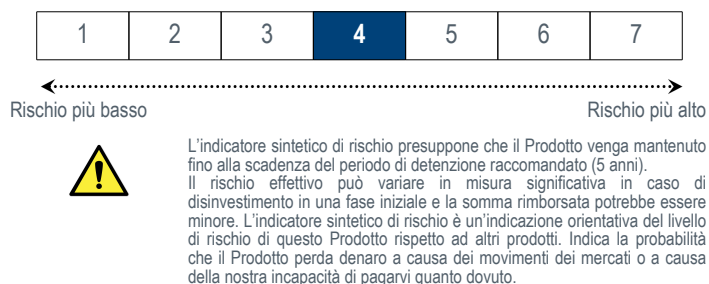 1 2 3 4 5 6 7
Rischio più basso Rischio più alto
L'indicatore sintetico di rischio presuppone che il Prodotto venga mantenuto
fino alla scadenza del periodo di detenzione raccomandato (5 anni).
Il rischio effettivo può variare in misura significativa in caso di
disinvestimento in una fase iniziale e la somma rimborsata potrebbe essere
minore. L'indicatore sintetico di rischio è un'indicazione orientativa del livello
di rischio di questo Prodotto rispetto ad altri prodotti. Indica la probabilità
che il Prodotto perda denaro a causa dei movimenti dei mercati o a causa
della nostra incapacità di pagarvi quanto dovuto.